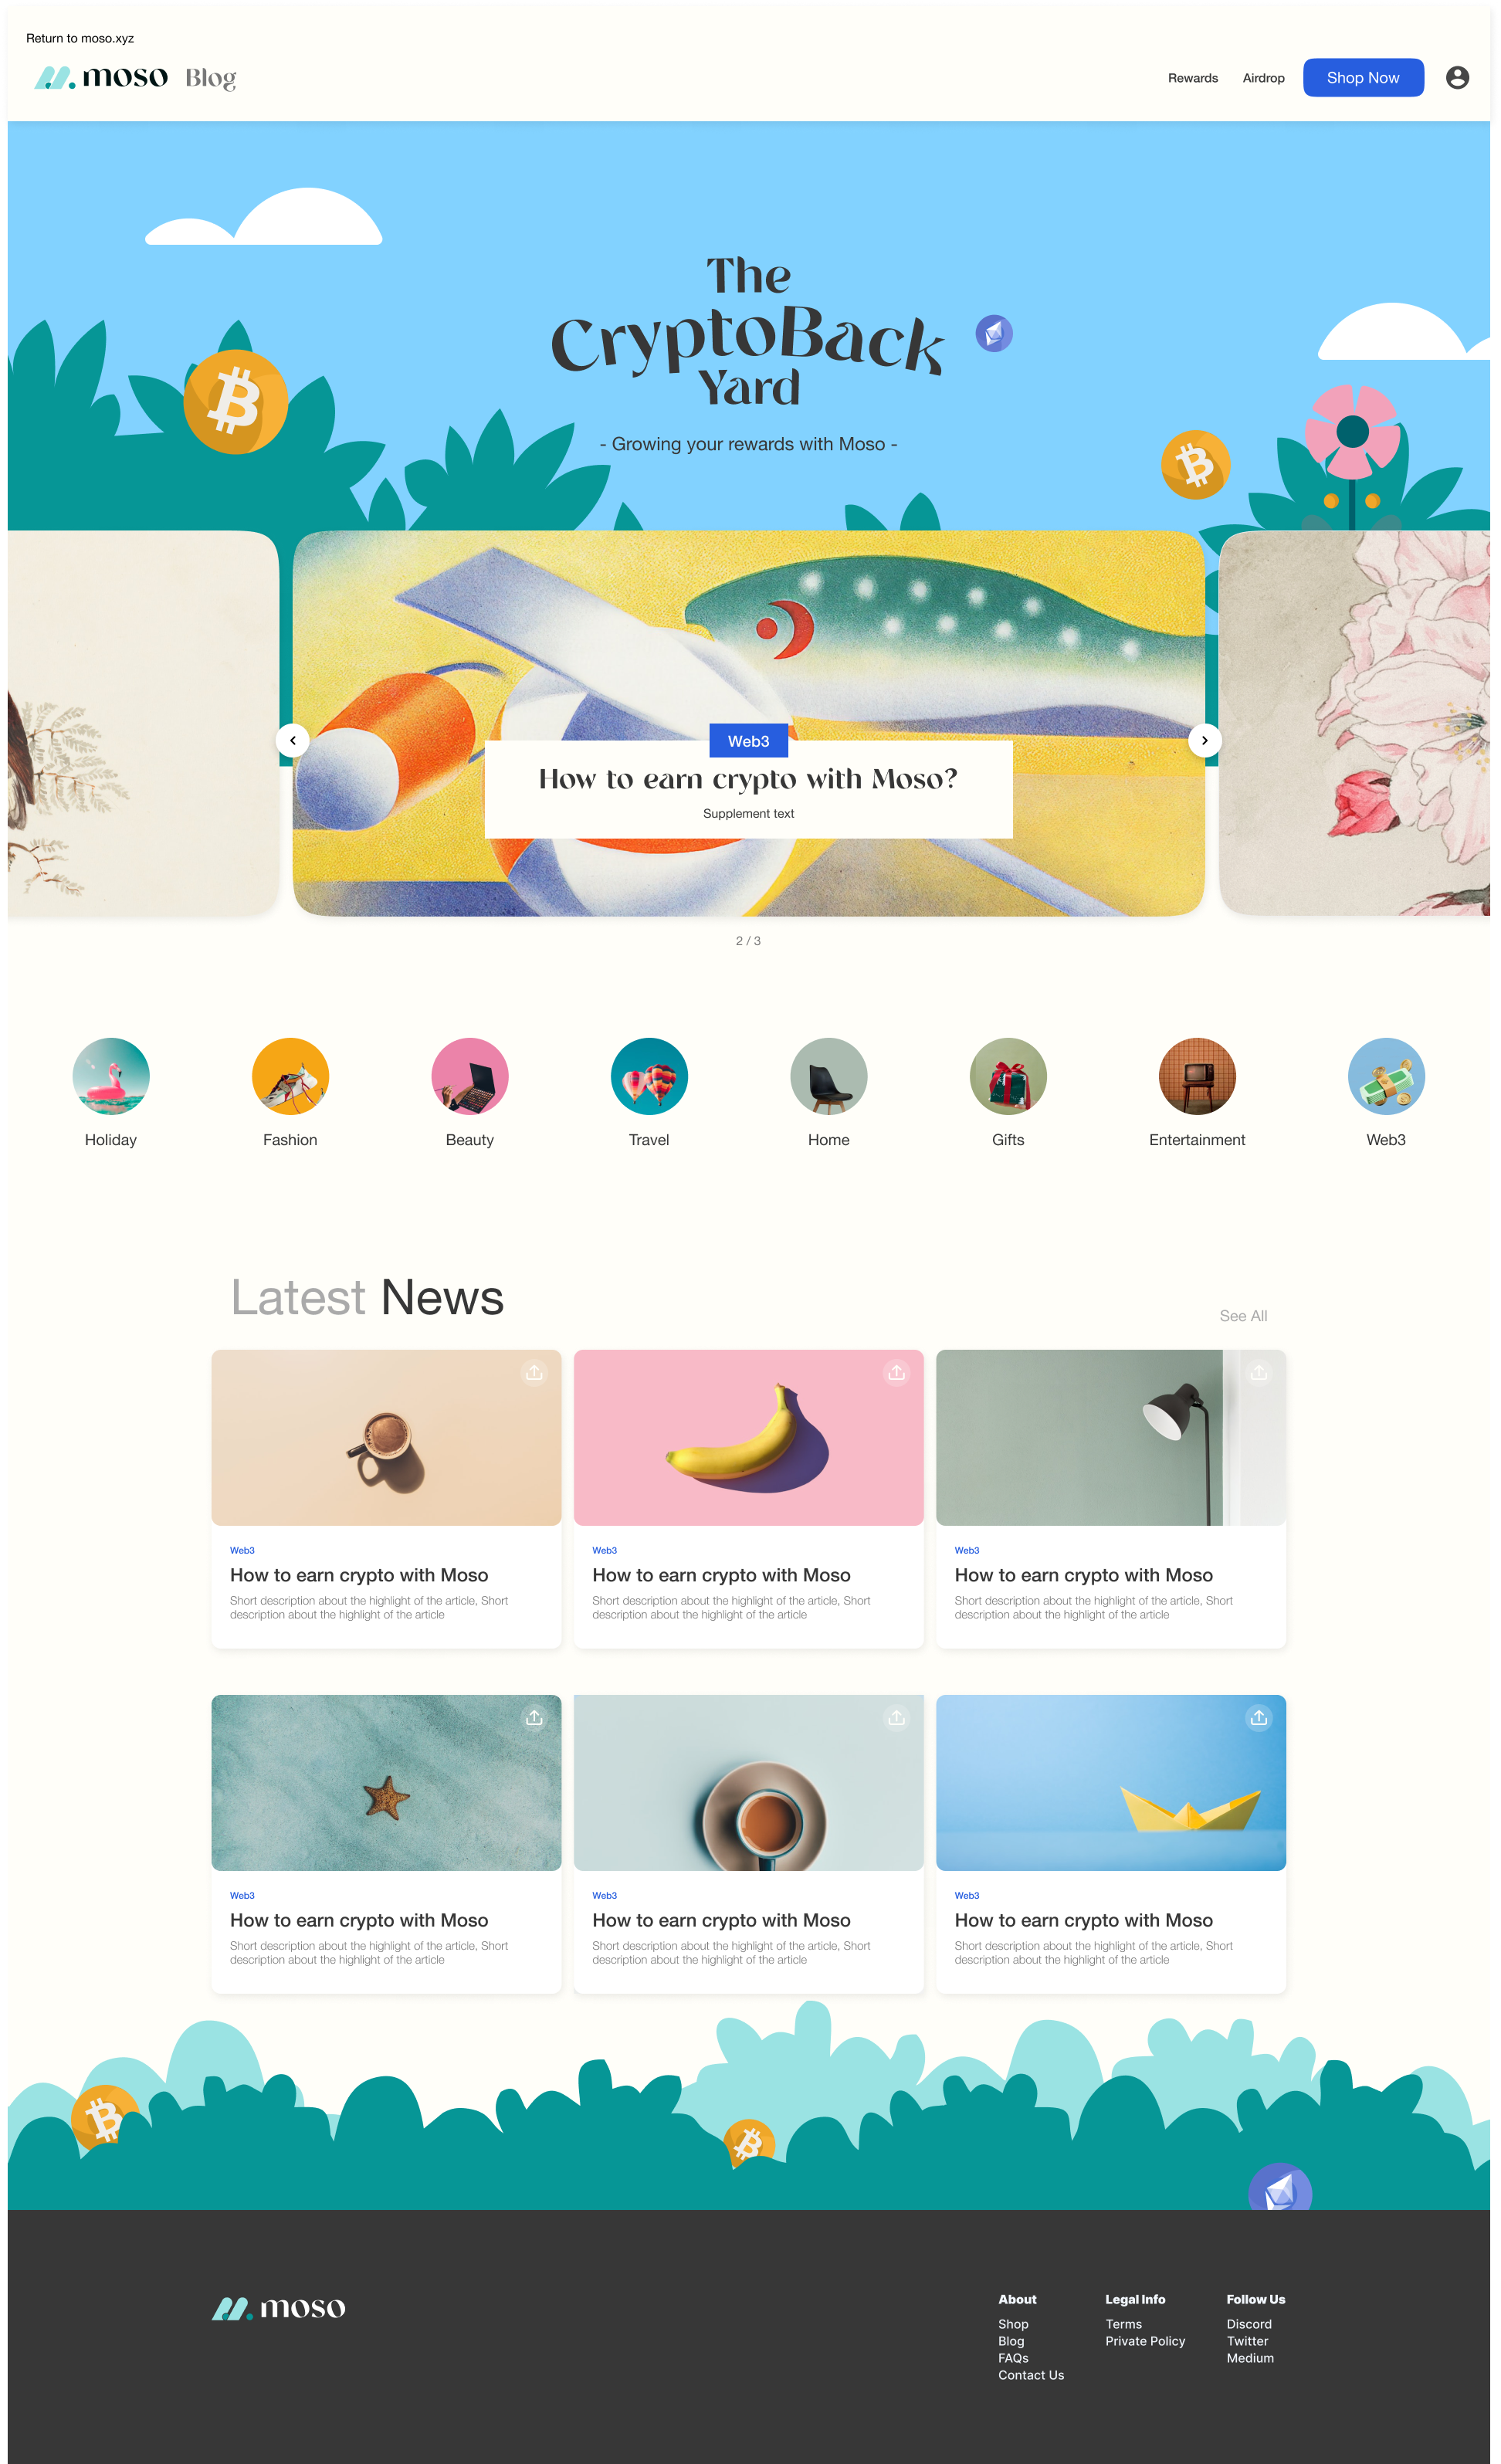 Return to moso.xyz
moso Blog
Rewards Airdrop Shop Now
The
CryptoBack
Yard
- Growing your rewards with Moso -
Web3
How to earn crypto with Moso?
Supplement text
2 / 3
Holiday Fashion Beauty Travel Home Gifts Entertainment Web3
Latest News
See All
Web3
How to earn crypto with Moso
Short description about the highlight of the article, Short
description about the highlight of the article
Web3
How to earn crypto with Moso
Short description about the highlight of the article, Short
description about the highlight of the article
Web3
How to earn crypto with Moso
Short description about the highlight of the article, Short
description about the highlight of the article
Web3
How to earn crypto with Moso
Short description about the highlight of the article, Short
description about the highlight of the article
Web3
How to earn crypto with Moso
Short description about the highlight of the article, Short
description about the highlight of the article
Web3
How to earn crypto with Moso
Short description about the highlight of the article, Short
description about the highlight of the article
moso
About
Shop
Blog
FAQs
Contact Us
Legal Info
Terms
Private Policy
Follow Us
Discord
Twitter
Medium